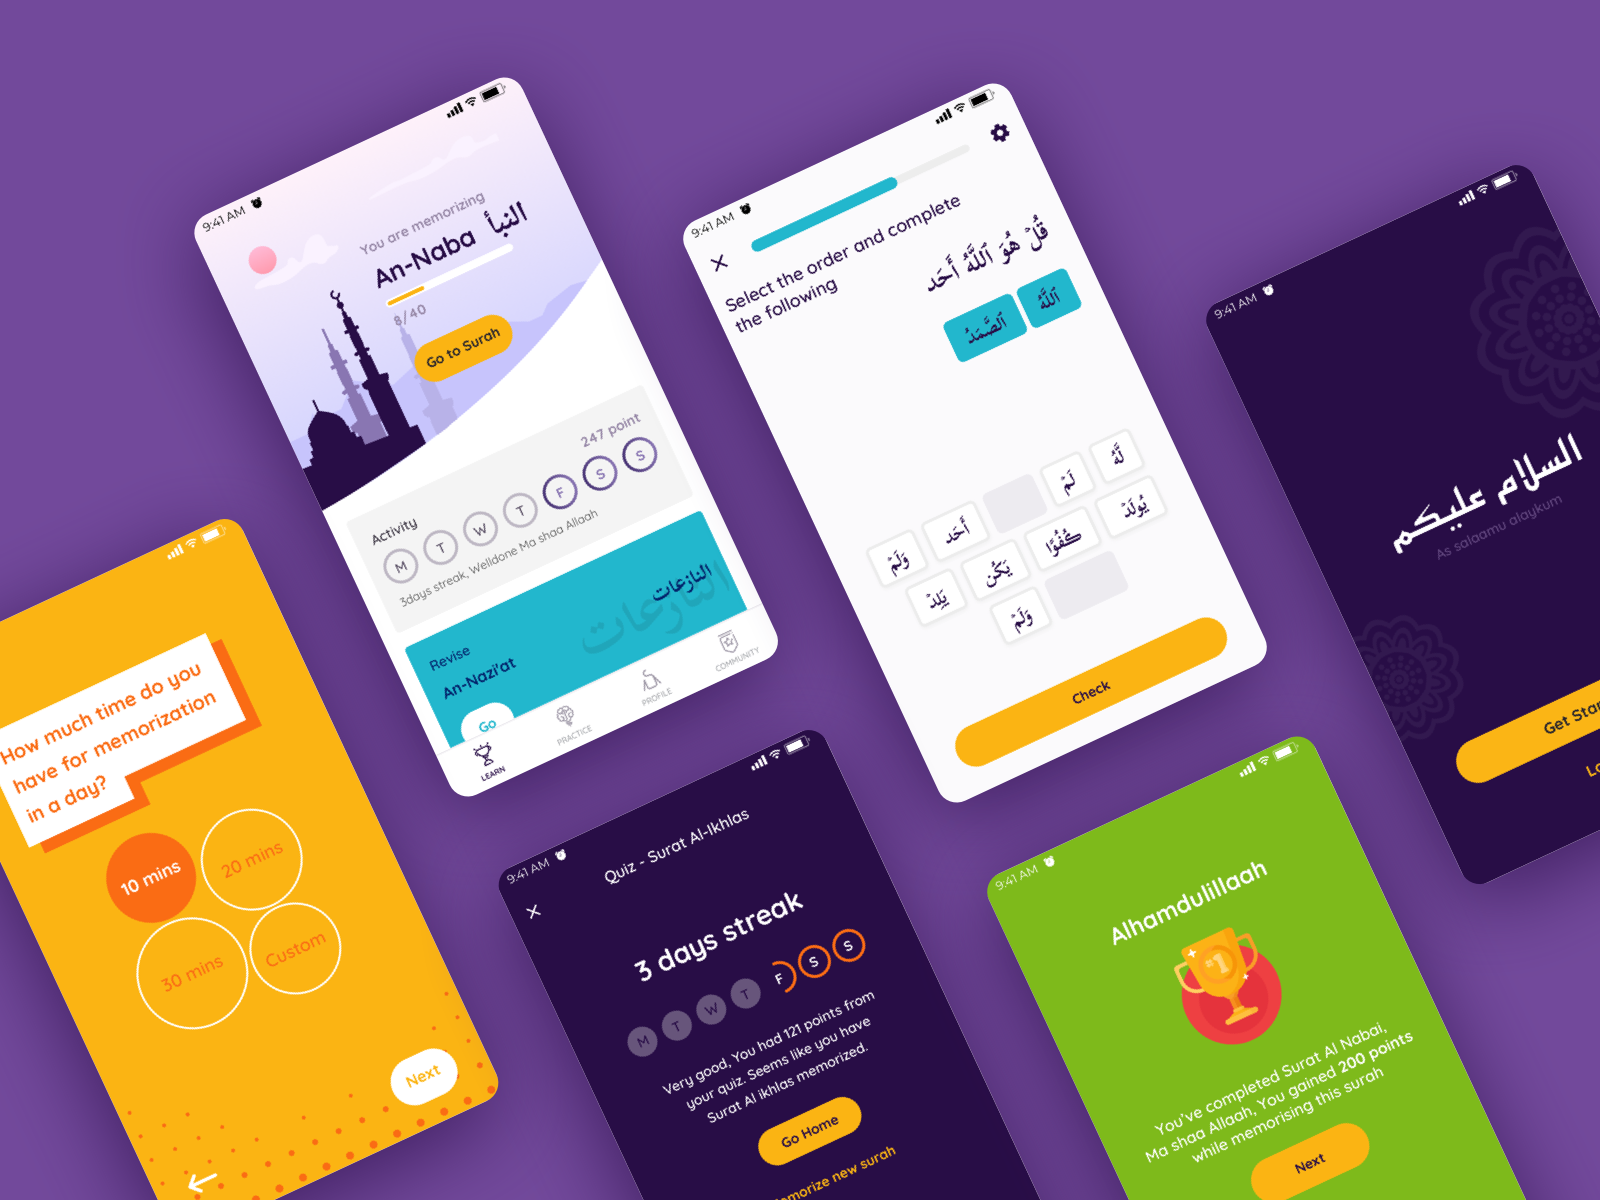 9:41 AM
You are memorizing
An-Naba النبأ
8/40
Go to Surah
247 point
Activity
M T W T F S S
3days streak, Welldone Ma shaa Allaah
Revise
An-Nazi'at
النازعات
النازعات
Go
LEARN
PRACTICE
PROFILE
COMMUNITY
9:41 AM
Select the order and complete
the following
قُلْ هُوَ ٱللَّهُ أَحَد
ٱللَّهُ
ٱلصَّمَدُ
لَّهُ
لَمْ
أَحَد
وَلَمْ
يُولَدْ
كُفُوًا
يَكُن
يَلِدْ
وَلَمْ
Check
9:41 AM
السلام عليكم
As salaamu alaykum
How much time do you
have for memorization
in a day?
10 mins
20 mins
30 mins
Custom
Next
9:41 AM
Quiz - Surat Al-Ikhlas
3 days streak
M T W T F S S
Very good, You had 121 points from
your quiz. Seems like you have
Surat Al ikhlas memorized.
Go Home
emorize new surah
9:41 AM
Alhamdulillaah
1
You've completed Surat Al Nabai,
Ma shaa Allaah, You gained 200 points
while memorising this surah
Next
Get Star